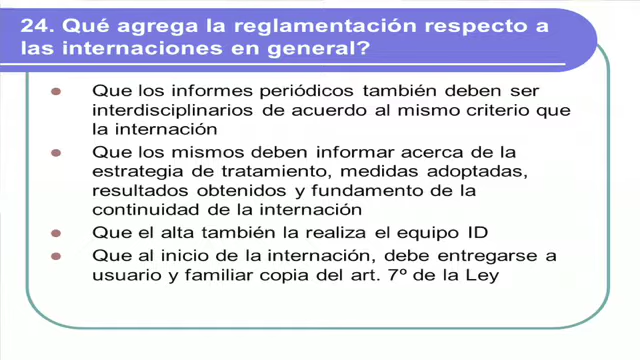 24. Qué agrega la reglamentación respecto a
las internaciones en general?
Que los informes periódicos también deben ser
interdisciplinarios de acuerdo al mismo criterio que
la internación
Que los mismos deben informar acerca de la
estrategia de tratamiento, medidas adoptadas,
resultados obtenidos y fundamento de la
continuidad de la internación
Que el alta también la realiza el equipo ID
Que al inicio de la internación, debe entregarse a
usuario y familiar copia del art. 7º de la Ley